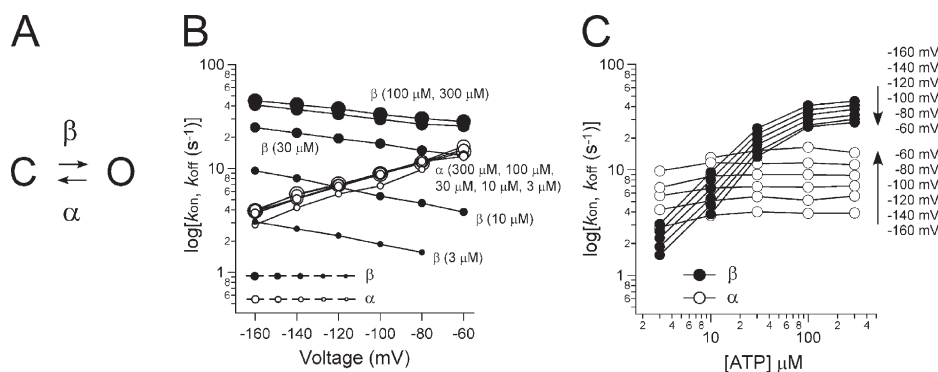 A
β
C ⇄ O
α
B
log[kon, koff (s-1)
100
8
6
4
2
10
8
6
4
2
1
8
6
β (100 µM, 300 µM)
β (30 µM)
α (300 µM, 100 µM,
30 µM, 10 µM, 3 µM)
β (10 µM)
β (3 µM)
β
α
-160 -140 -120 -100 -80 -60
Voltage (mV)
C
log[kon, koff (s-1)
100
8
6
4
2
10
8
6
4
2
1
8
6
4
-160 mV
-140 mV
-120 mV
-100 mV
-80 mV
-60 mV
-60 mV
-80 mV
-100 mV
-120 mV
-140 mV
-160 mV
β
α
2 4 6 8 2 4 6 8 2 4
10 100
[ATP] µM